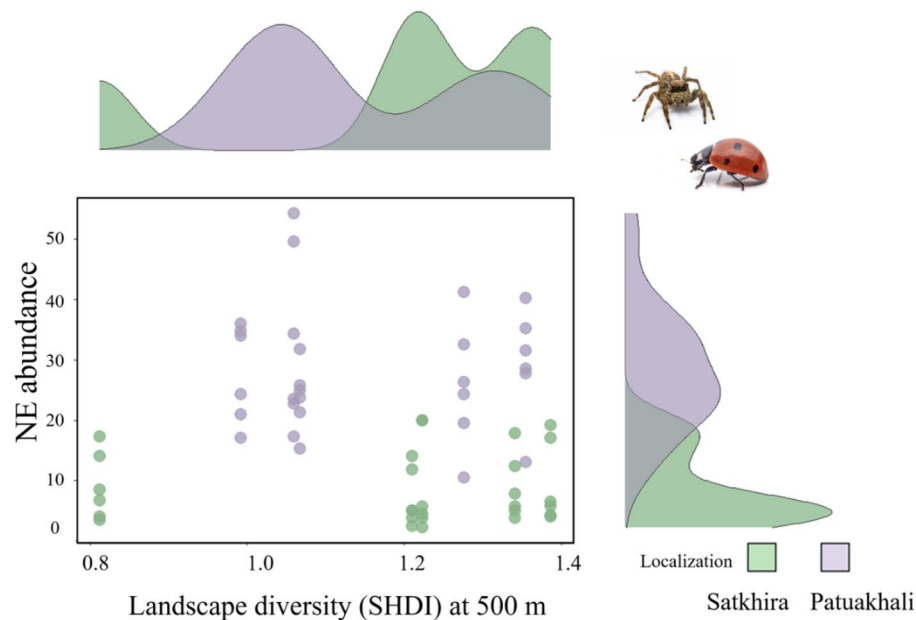 NE abundance
50
40
30
20
10
0
0.8 1.0 1.2 1.4
Landscape diversity (SHDI) at 500 m
Localization
Satkhira Patuakhali